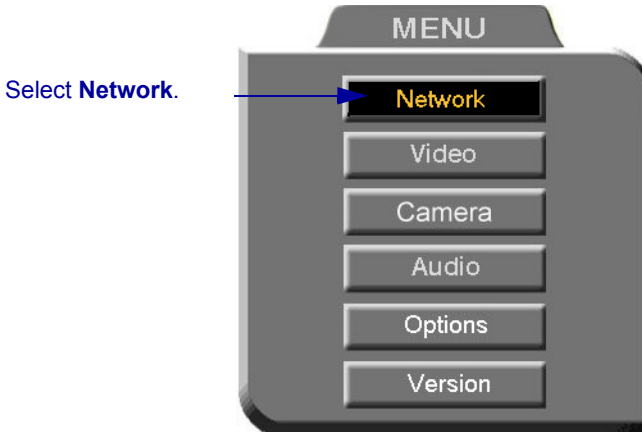 MENU
Select Network.
Network
Video
Camera
Audio
Options
Version